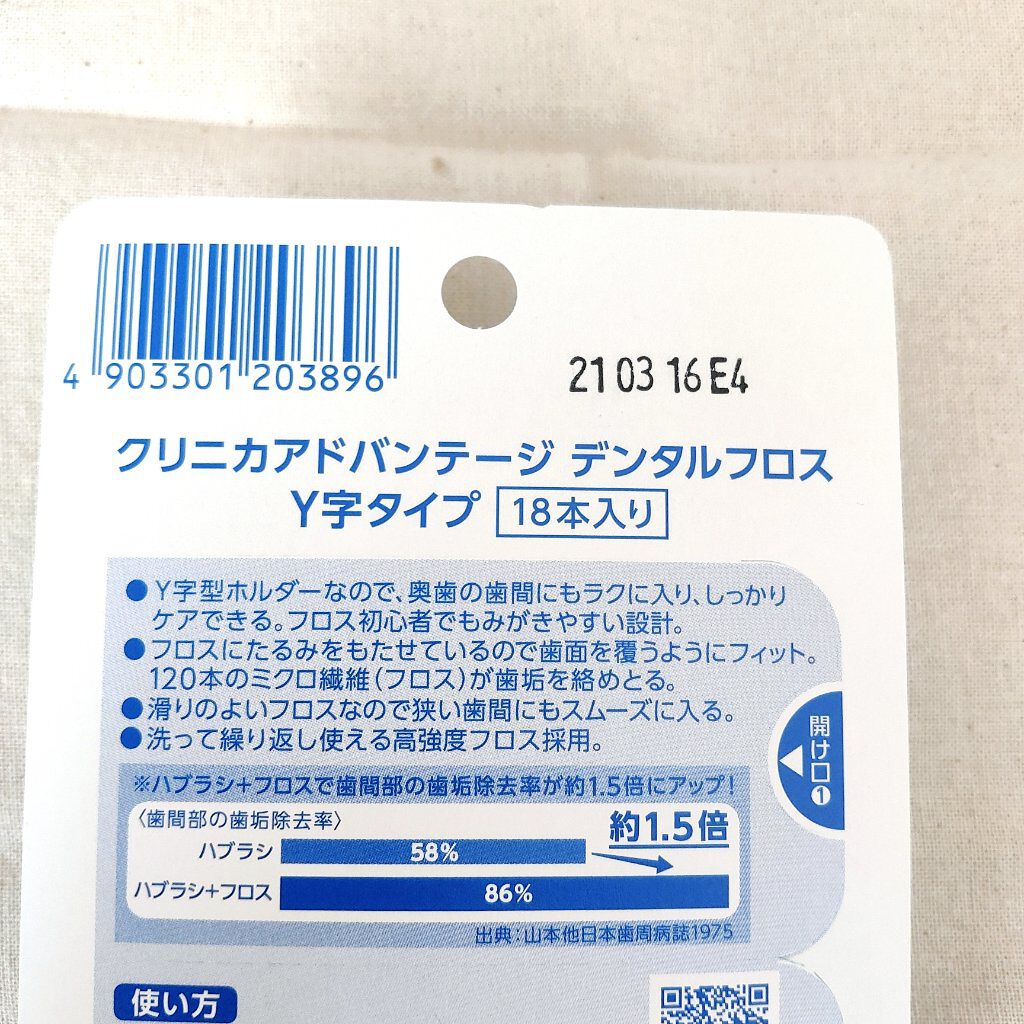 4 903301 203896
21 03 16 E4
クリニカアドバンテージ デンタルフロス
Y字タイプ 18本入り
●Y字型ホルダーなので、奥歯の歯間にもラクに入り、しっかり
ケアできる。フロス初心者でもみがきやすい設計。
●フロスにたるみをもたせているので歯面を覆うようにフィット。
120本のミクロ繊維(フロス)が歯垢を絡めとる。
●滑りのよいフロスなので狭い歯間にもスムーズに入る。
●洗って繰り返し使える高強度フロス採用。
開け口❶
※ハブラシ+フロスで歯間部の歯垢除去率が約1.5倍にアップ!
〈歯間部の歯垢除去率〉
約1.5倍
ハブラシ 58%
ハブラシ+フロス 86%
出典:山本他日本歯周病誌1975
使い方